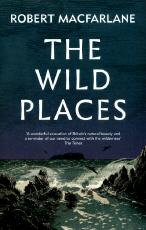 ROBERT MACFARLANE
THE
WILD
PLACES
'A wonderful evocation of Britain's natural beauty and
a reminder of our need to connect with the wilderness'
The Times